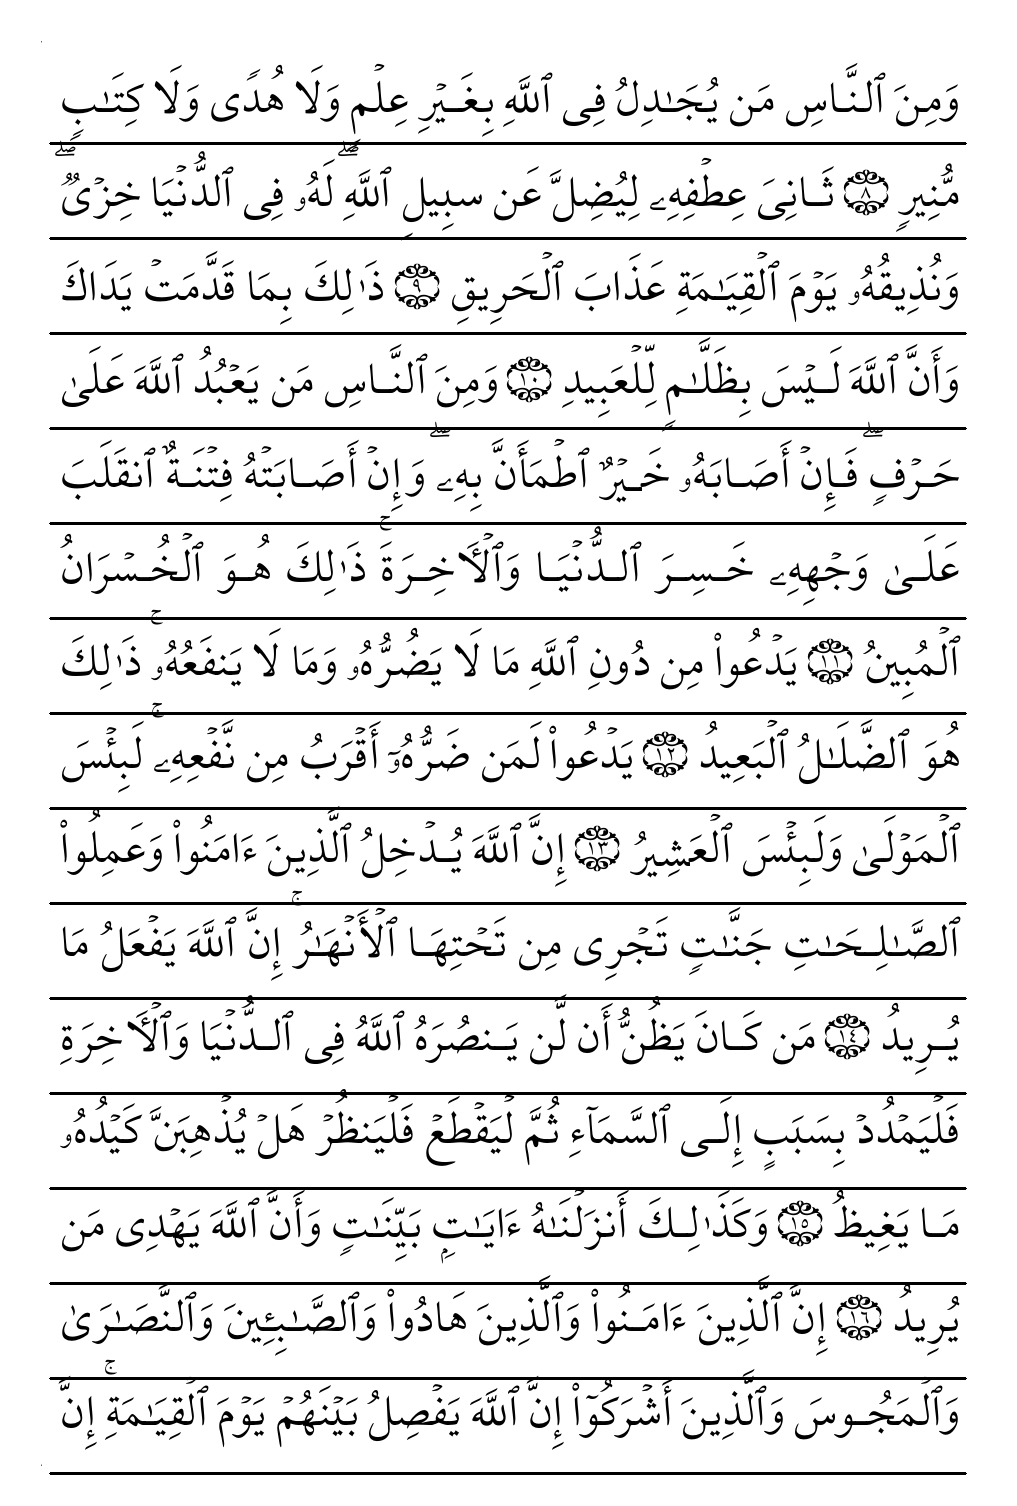 وَمِنَ ٱلنَّاسِ مَن يُجَـٰدِلُ فِى ٱللَّهِ بِغَيْرِ عِلْمٍ وَلَا هُدًى وَلَا كِتَـٰبٍ
مُّنِيرٍ ۝٨ ثَانِىَ عِطْفِهِۦ لِيُضِلَّ عَن سبِيلِ ٱللَّهِ ۖ لَهُۥ فِى ٱلدُّنْيَا خِزْىٌ ۖ
وَنُذِيقُهُۥ يَوْمَ ٱلْقِيَـٰمَةِ عَذَابَ ٱلْحَرِيقِ ۝٩ ذَٰلِكَ بِمَا قَدَّمَتْ يَدَاكَ
وَأَنَّ ٱللَّهَ لَيْسَ بِظَلَّـٰمٍ لِّلْعَبِيدِ ۝١٠ وَمِنَ ٱلنَّاسِ مَن يَعْبُدُ ٱللَّهَ عَلَىٰ
حَرْفٍ ۖ فَإِنْ أَصَابَهُۥ خَيْرٌ ٱطْمَأَنَّ بِهِۦ ۖ وَإِنْ أَصَابَتْهُ فِتْنَةٌ ٱنقَلَبَ
عَلَىٰ وَجْهِهِۦ خَسِرَ ٱلدُّنْيَا وَٱلْـَٔاخِرَةَ ۚ ذَٰلِكَ هُوَ ٱلْخُسْرَانُ
ٱلْمُبِينُ ۝١١ يَدْعُوا۟ مِن دُونِ ٱللَّهِ مَا لَا يَضُرُّهُۥ وَمَا لَا يَنفَعُهُۥ ۚ ذَٰلِكَ
هُوَ ٱلضَّلَـٰلُ ٱلْبَعِيدُ ۝١٢ يَدْعُوا۟ لَمَن ضَرُّهُۥٓ أَقْرَبُ مِن نَّفْعِهِۦ ۚ لَبِئْسَ
ٱلْمَوْلَىٰ وَلَبِئْسَ ٱلْعَشِيرُ ۝١٣ إِنَّ ٱللَّهَ يُدْخِلُ ٱلَّذِينَ ءَامَنُوا۟ وَعَمِلُوا۟
ٱلصَّـٰلِحَـٰتِ جَنَّـٰتٍ تَجْرِى مِن تَحْتِهَا ٱلْأَنْهَـٰرُ ۚ إِنَّ ٱللَّهَ يَفْعَلُ مَا
يُرِيدُ ۝١٤ مَن كَانَ يَظُنُّ أَن لَّن يَنصُرَهُ ٱللَّهُ فِى ٱلدُّنْيَا وَٱلْـَٔاخِرَةِ
فَلْيَمْدُدْ بِسَبَبٍ إِلَى ٱلسَّمَآءِ ثُمَّ لْيَقْطَعْ فَلْيَنظُرْ هَلْ يُذْهِبَنَّ كَيْدُهُۥ
مَا يَغِيظُ ۝١٥ وَكَذَٰلِكَ أَنزَلْنَـٰهُ ءَايَـٰتٍۭ بَيِّنَـٰتٍ وَأَنَّ ٱللَّهَ يَهْدِى مَن
يُرِيدُ ۝١٦ إِنَّ ٱلَّذِينَ ءَامَنُوا۟ وَٱلَّذِينَ هَادُوا۟ وَٱلصَّـٰبِـِٔينَ وَٱلنَّصَـٰرَىٰ
وَٱلْمَجُوسَ وَٱلَّذِينَ أَشْرَكُوٓا۟ إِنَّ ٱللَّهَ يَفْصِلُ بَيْنَهُمْ يَوْمَ ٱلْقِيَـٰمَةِ ۚ إِنَّ